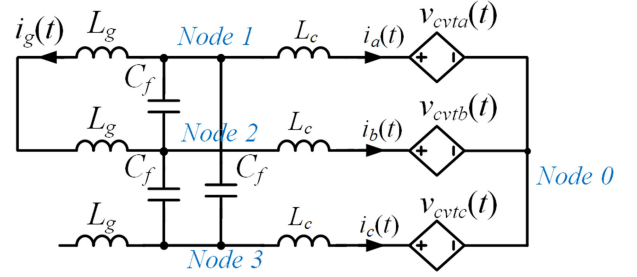 i_g(t) L_g Node 1 L_c i_a(t) v_cvta(t)
+ -
C_f
L_g Node 2 L_c i_b(t) v_cvtb(t)
+ -
C_f C_f Node 0
L_g L_c i_c(t) v_cvtc(t)
Node 3 + -